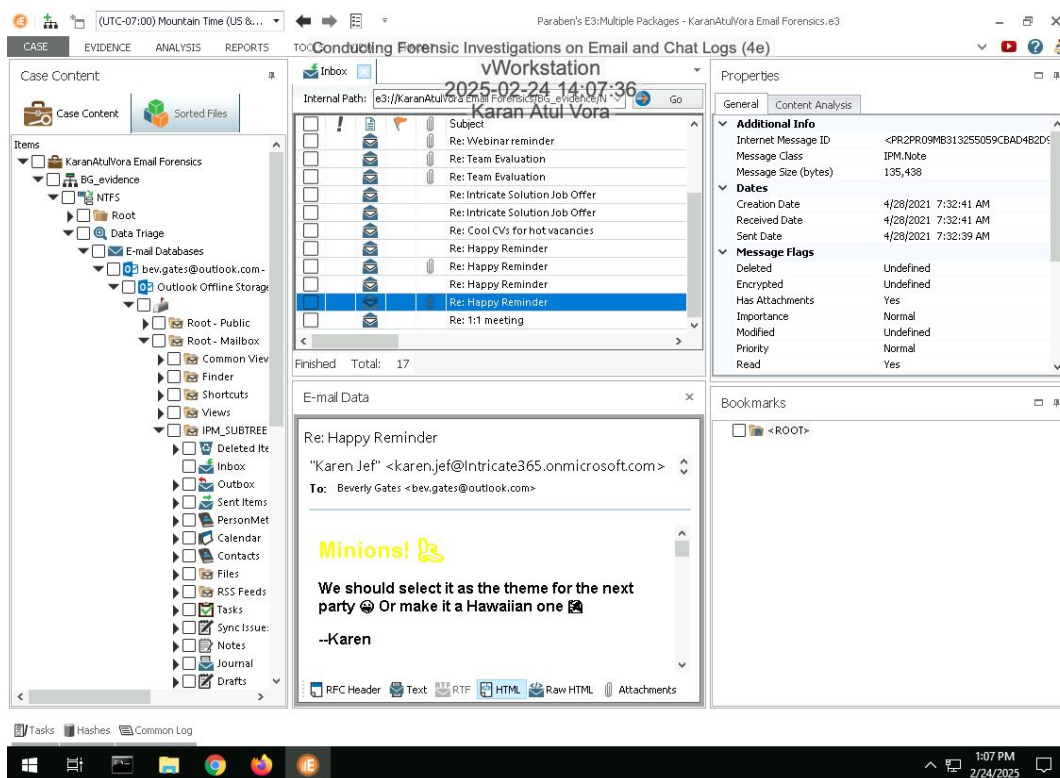 (UTC-07:00) Mountain Time (US &...
Paraben's E3:Multiple Packages - KaranAtulVora Email Forensics.e3
CASE EVIDENCE ANALYSIS REPORTS
Conducting Forensic Investigations on Email and Chat Logs (4e)
vWorkstation
2025-02-24 14:07:36
Karan Atul Vora
Case Content
Case Content Sorted Files
Items
KaranAtulVora Email Forensics
BG_evidence
NTFS
Root
Data Triage
E-mail Databases
bev.gates@outlook.com -
Outlook Offline Storage
Root - Public
Root - Mailbox
Common View
Finder
Shortcuts
Views
IPM_SUBTREE
Deleted Ite
Inbox
Outbox
Sent Items
PersonMet
Calendar
Contacts
Files
RSS Feeds
Tasks
Sync Issue:
Notes
Journal
Drafts
Inbox
Internal Path: e3://KaranAtulVora Email Forensics/BG_evidence/N Go
Subject
Re: Webinar reminder
Re: Team Evaluation
Re: Team Evaluation
Re: Intricate Solution Job Offer
Re: Intricate Solution Job Offer
Re: Cool CVs for hot vacancies
Re: Happy Reminder
Re: Happy Reminder
Re: Happy Reminder
Re: Happy Reminder
Re: 1:1 meeting
Finished Total: 17
E-mail Data
Re: Happy Reminder
"Karen Jef" <karen.jef@Intricate365.onmicrosoft.com>
To: Beverly Gates <bev.gates@outlook.com>
Minions!
We should select it as the theme for the next
party 😀 Or make it a Hawaiian one
--Karen
RFC Header Text RTF HTML Raw HTML Attachments
Properties
General Content Analysis
Additional Info
Internet Message ID <PR2PR09MB313255059CBAD4B2D9
Message Class IPM.Note
Message Size (bytes) 135,438
Dates
Creation Date 4/28/2021 7:32:41 AM
Received Date 4/28/2021 7:32:41 AM
Sent Date 4/28/2021 7:32:39 AM
Message Flags
Deleted Undefined
Encrypted Undefined
Has Attachments Yes
Importance Normal
Modified Undefined
Priority Normal
Read Yes
Bookmarks
<ROOT>
Tasks Hashes Common Log
1:07 PM
2/24/2025